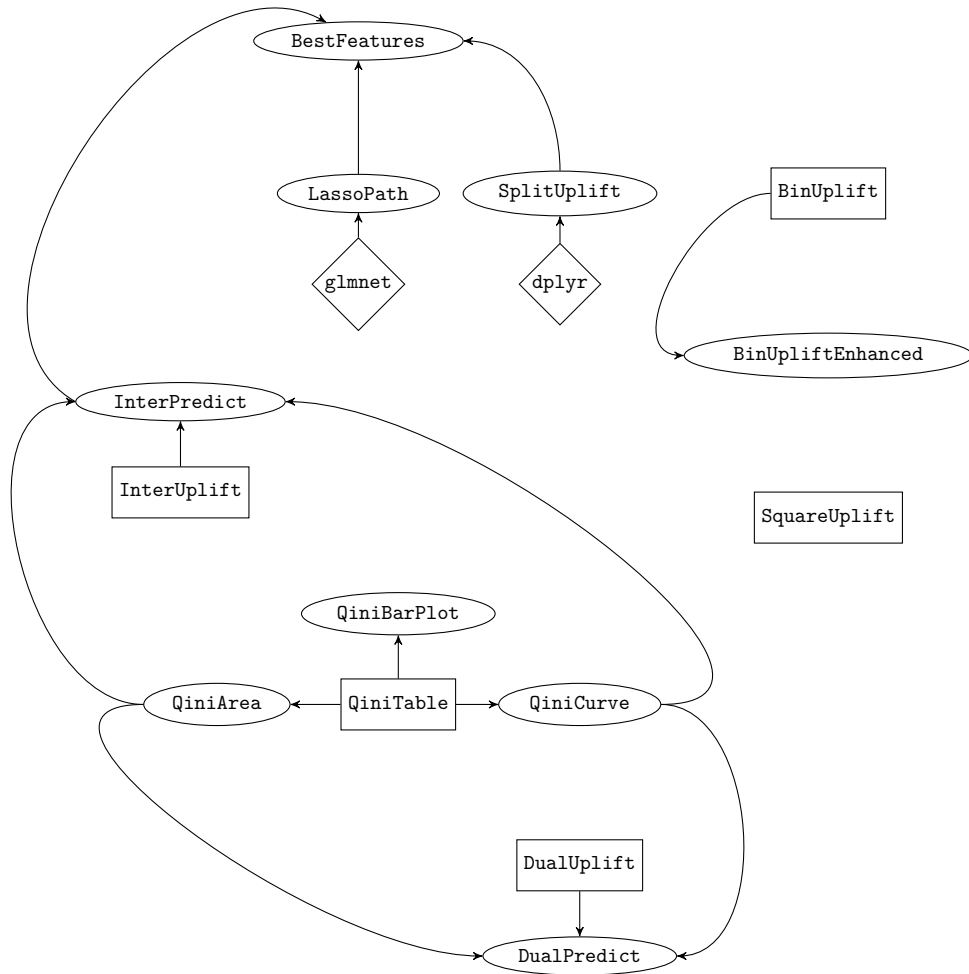 BestFeatures
LassoPath
SplitUplift
BinUplift
glmnet
dplyr
BinUpliftEnhanced
InterPredict
InterUplift
SquareUplift
QiniBarPlot
QiniArea
QiniTable
QiniCurve
DualUplift
DualPredict